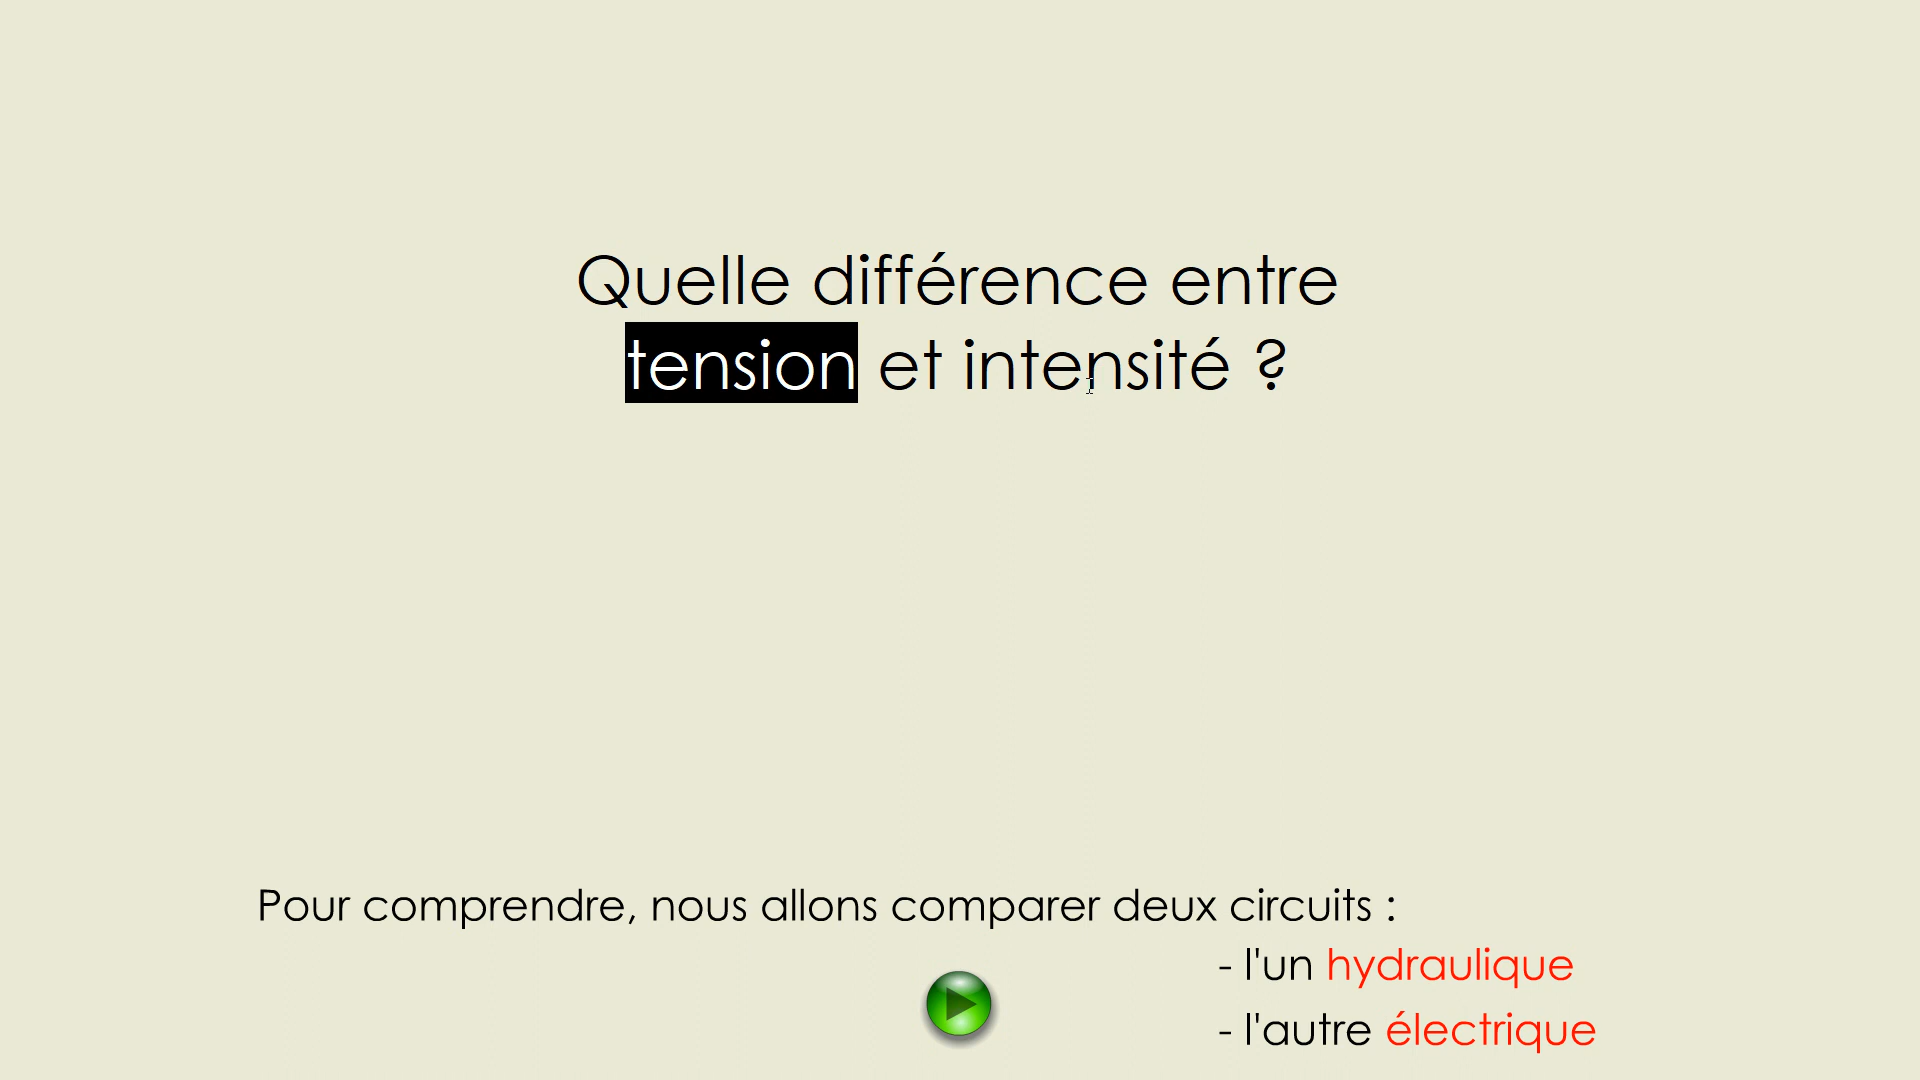 Quelle différence entre
tension et intensité ?
Pour comprendre, nous allons comparer deux circuits :
- l'un hydraulique
- l'autre électrique